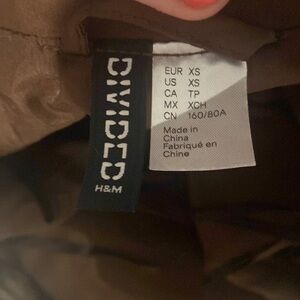 DIVIDED
H&M
EUR XS
US XS
CA TP
MX XCH
CN 160/80A
Made in
China
Fabriqué en
Chine